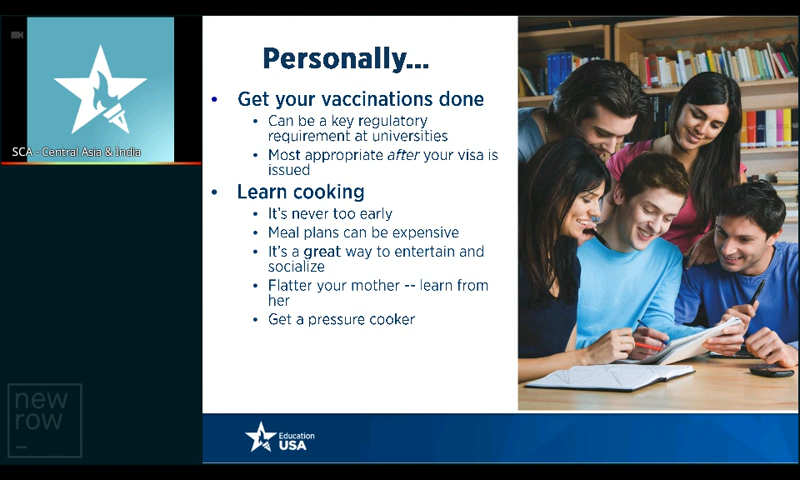 SCA - Central Asia & India
Personally...
• Get your vaccinations done
• Can be a key regulatory
requirement at universities
• Most appropriate after your visa is
issued
• Learn cooking
• It's never too early
• Meal plans can be expensive
• It's a great way to entertain and
socialize
• Flatter your mother -- learn from
her
• Get a pressure cooker
new
row
Education
USA